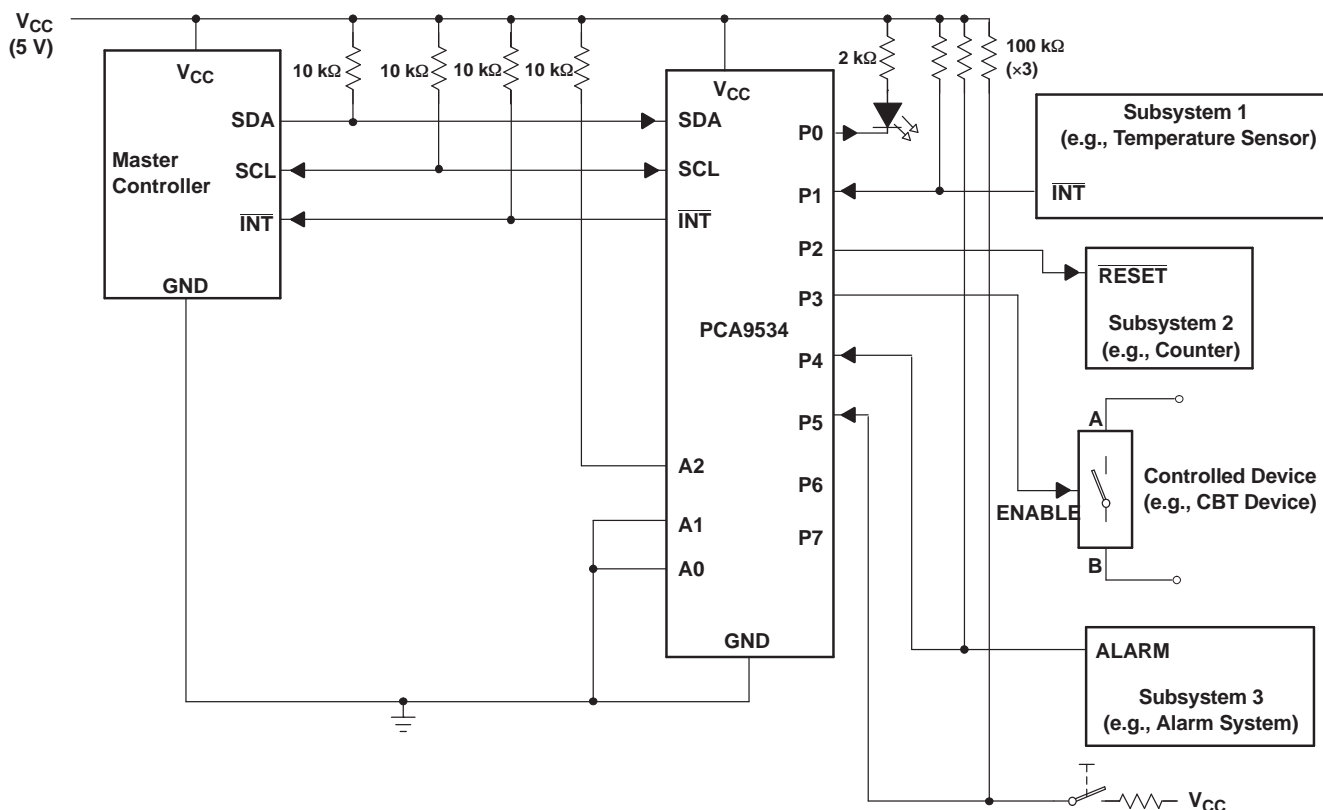 VCC
(5 V)
VCC
SDA
Master
Controller
SCL
INT
GND
10 kΩ
10 kΩ
10 kΩ
10 kΩ
VCC
SDA
SCL
INT
PCA9534
A2
A1
A0
GND
P0
P1
P2
P3
P4
P5
P6
P7
2 kΩ
100 kΩ
(×3)
Subsystem 1
(e.g., Temperature Sensor)
INT
RESET
Subsystem 2
(e.g., Counter)
A
Controlled Device
(e.g., CBT Device)
ENABLE
B
ALARM
Subsystem 3
(e.g., Alarm System)
VCC